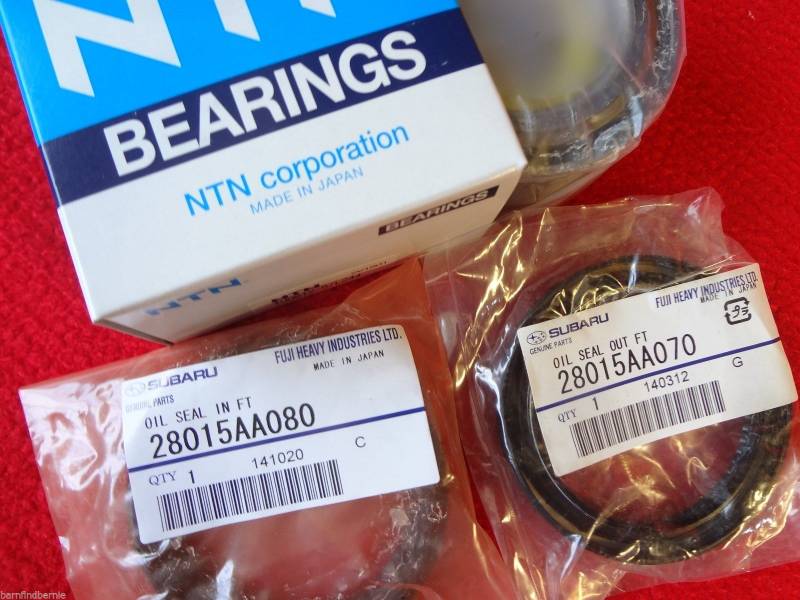 NTN
BEARINGS
NTN corporation
MADE IN JAPAN
BEARINGS
NTN
NTN
SUBARU
GENUINE PARTS
FUJI HEAVY INDUSTRIES LTD.
MADE IN JAPAN
OIL SEAL IN FT
28015AA080
QTY 1 141020 C
SUBARU
GENUINE PARTS
FUJI HEAVY INDUSTRIES LTD.
MADE IN JAPAN
OIL SEAL OUT FT
28015AA070
QTY 1 140312 G
barnfindbernie